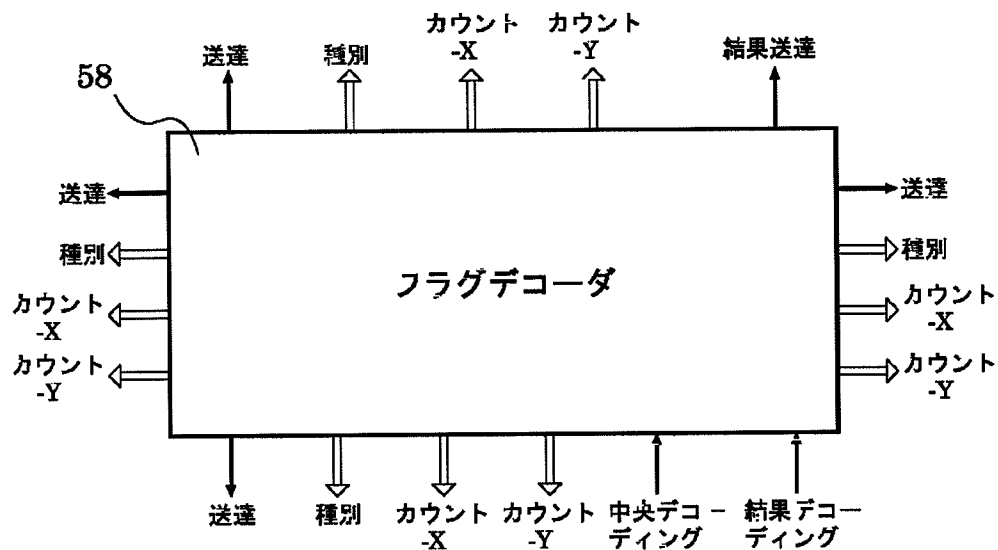 カウント
-X
カウント
-Y
送達
種別
結果送達
58
送達
送達
種別
種別
フラグデコーダ
カウント
-X
カウント
-X
カウント
-Y
カウント
-Y
送達
種別
カウント
-X
カウント
-Y
中央デコー
ディング
結果デコー
ディング